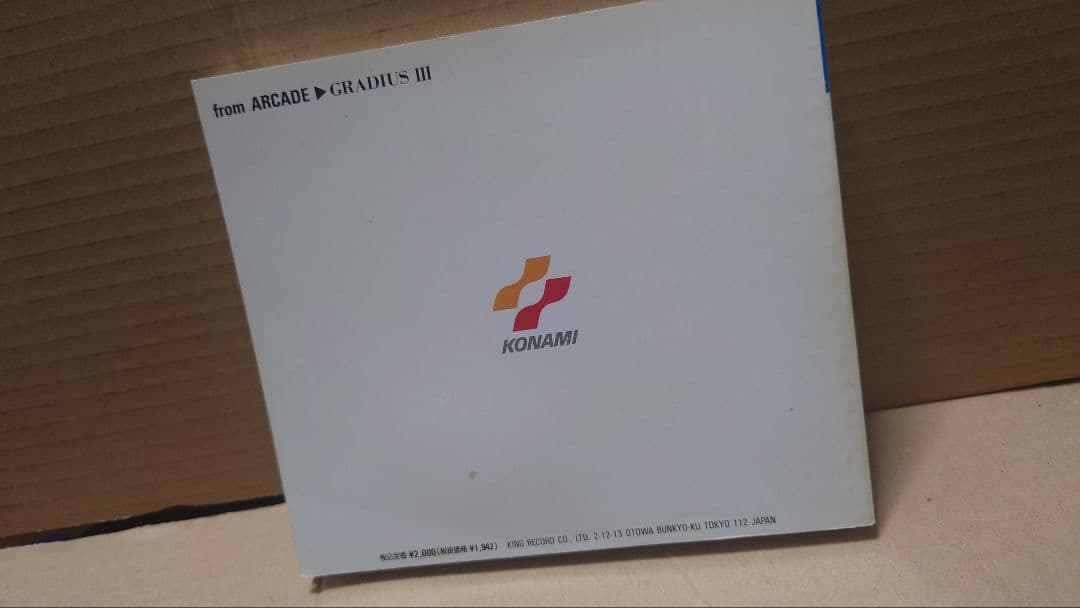 from ARCADE ▶ GRADIUS III
KONAMI
税込定価 ¥2,000(税抜価格 ¥1,942) KING RECORD CO., LTD. 2-12-13 OTOWA BUNKYO-KU TOKYO 112 JAPAN